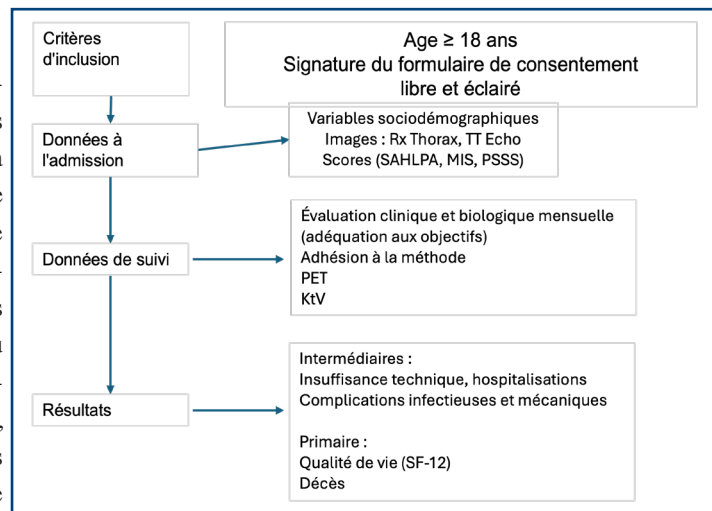 Critères
d'inclusion
Age ≥ 18 ans
Signature du formulaire de consentement
libre et éclairé
Données à
l'admission
Variables sociodémographiques
Images : Rx Thorax, TT Echo
Scores (SAHLPA, MIS, PSSS)
Données de suivi
Évaluation clinique et biologique mensuelle
(adéquation aux objectifs)
Adhésion à la méthode
PET
KtV
Résultats
Intermédiaires :
Insuffisance technique, hospitalisations
Complications infectieuses et mécaniques
Primaire :
Qualité de vie (SF-12)
Décès